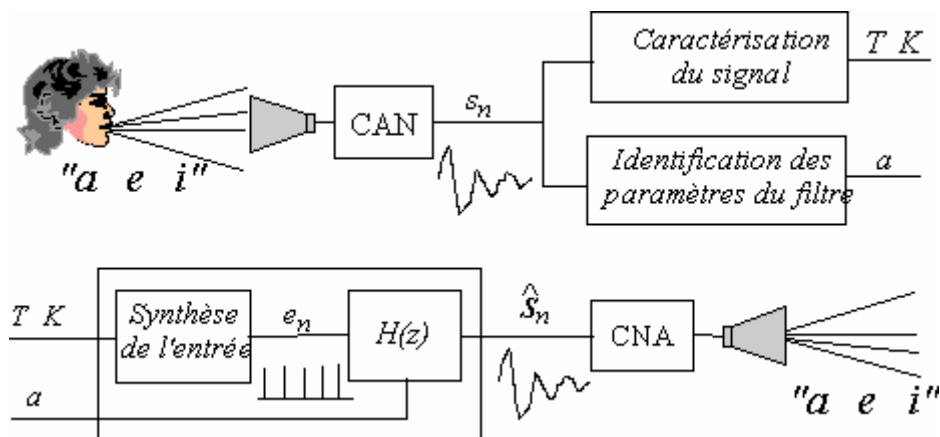 Caractérisation
du signal
T K
CAN
s_n
"a e i"
Identification des
paramètres du filtre
a
T K
Synthèse
de l'entrée
e_n
H(z)
ŝ_n
CNA
a
"a e i"